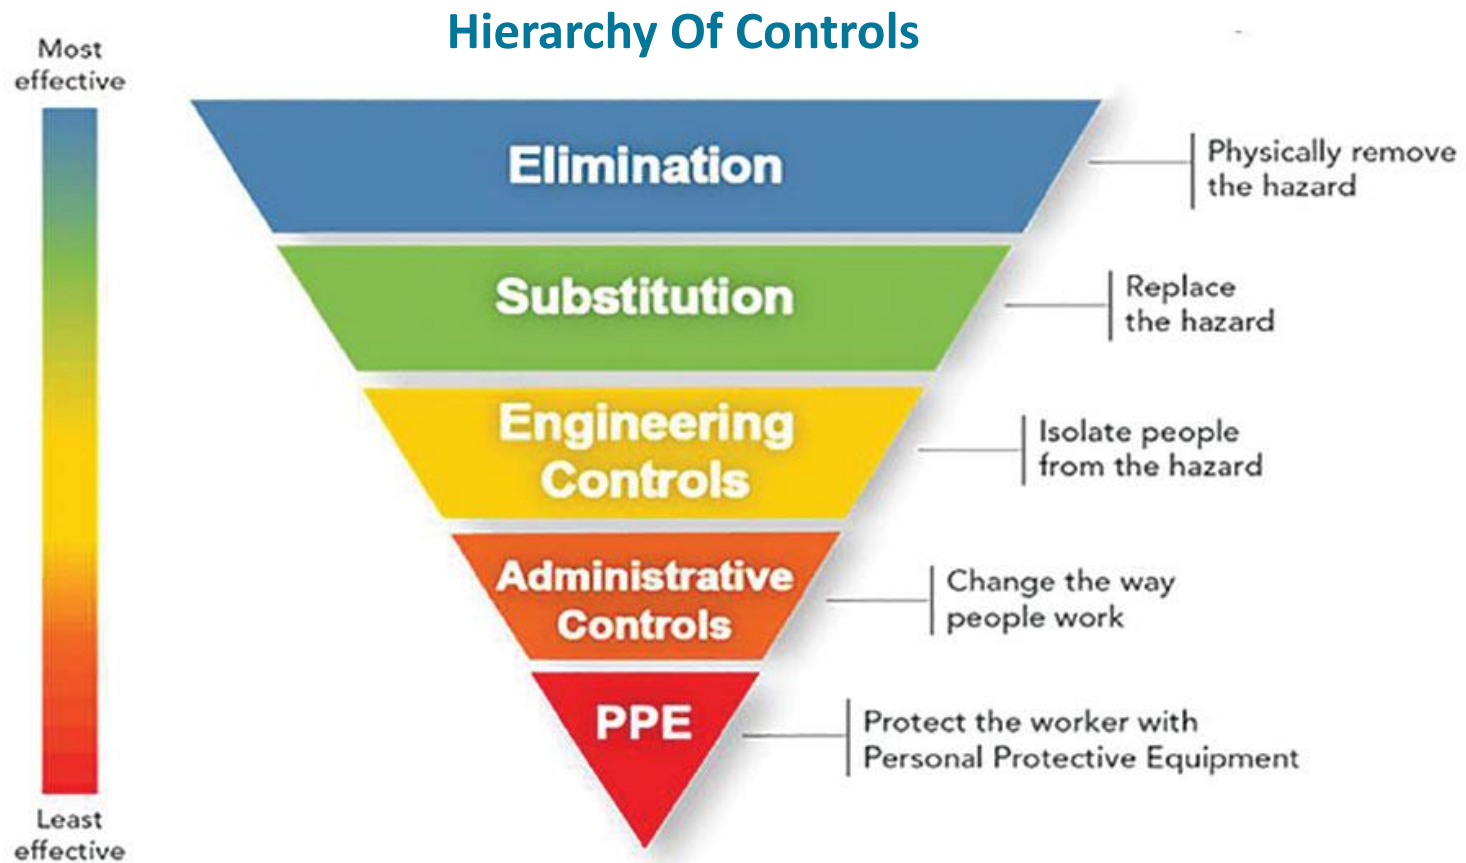 Hierarchy Of Controls
Most
effective
Elimination
Physically remove
the hazard
Substitution
Replace
the hazard
Engineering
Controls
Isolate people
from the hazard
Administrative
Controls
Change the way
people work
PPE
Protect the worker with
Personal Protective Equipment
Least
effective